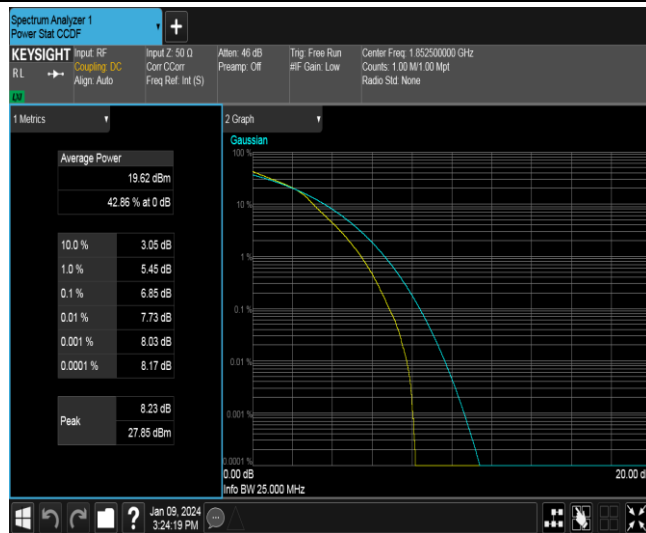 Spectrum Analyzer 1
Power Stat CCDF
+
KEYSIGHT
RL
LXI
Input: RF
Coupling: DC
Align: Auto
Input Z: 50 Ω
Corr CCorr
Freq Ref: Int (S)
Atten: 46 dB
Preamp: Off
Trig: Free Run
#IF Gain: Low
Center Freq: 1.852500000 GHz
Counts: 1.00 M/1.00 Mpt
Radio Std: None
1 Metrics
Average Power
19.62 dBm
42.86 % at 0 dB
10.0 % 3.05 dB
1.0 % 5.45 dB
0.1 % 6.85 dB
0.01 % 7.73 dB
0.001 % 8.03 dB
0.0001 % 8.17 dB
Peak
8.23 dB
27.85 dBm
2 Graph
Gaussian
100 %
10 %
1 %
0.1 %
0.01 %
0.001 %
0.0001 %
0.00 dB
20.00 d
Info BW 25.000 MHz
?
Jan 09, 2024
3:24:19 PM